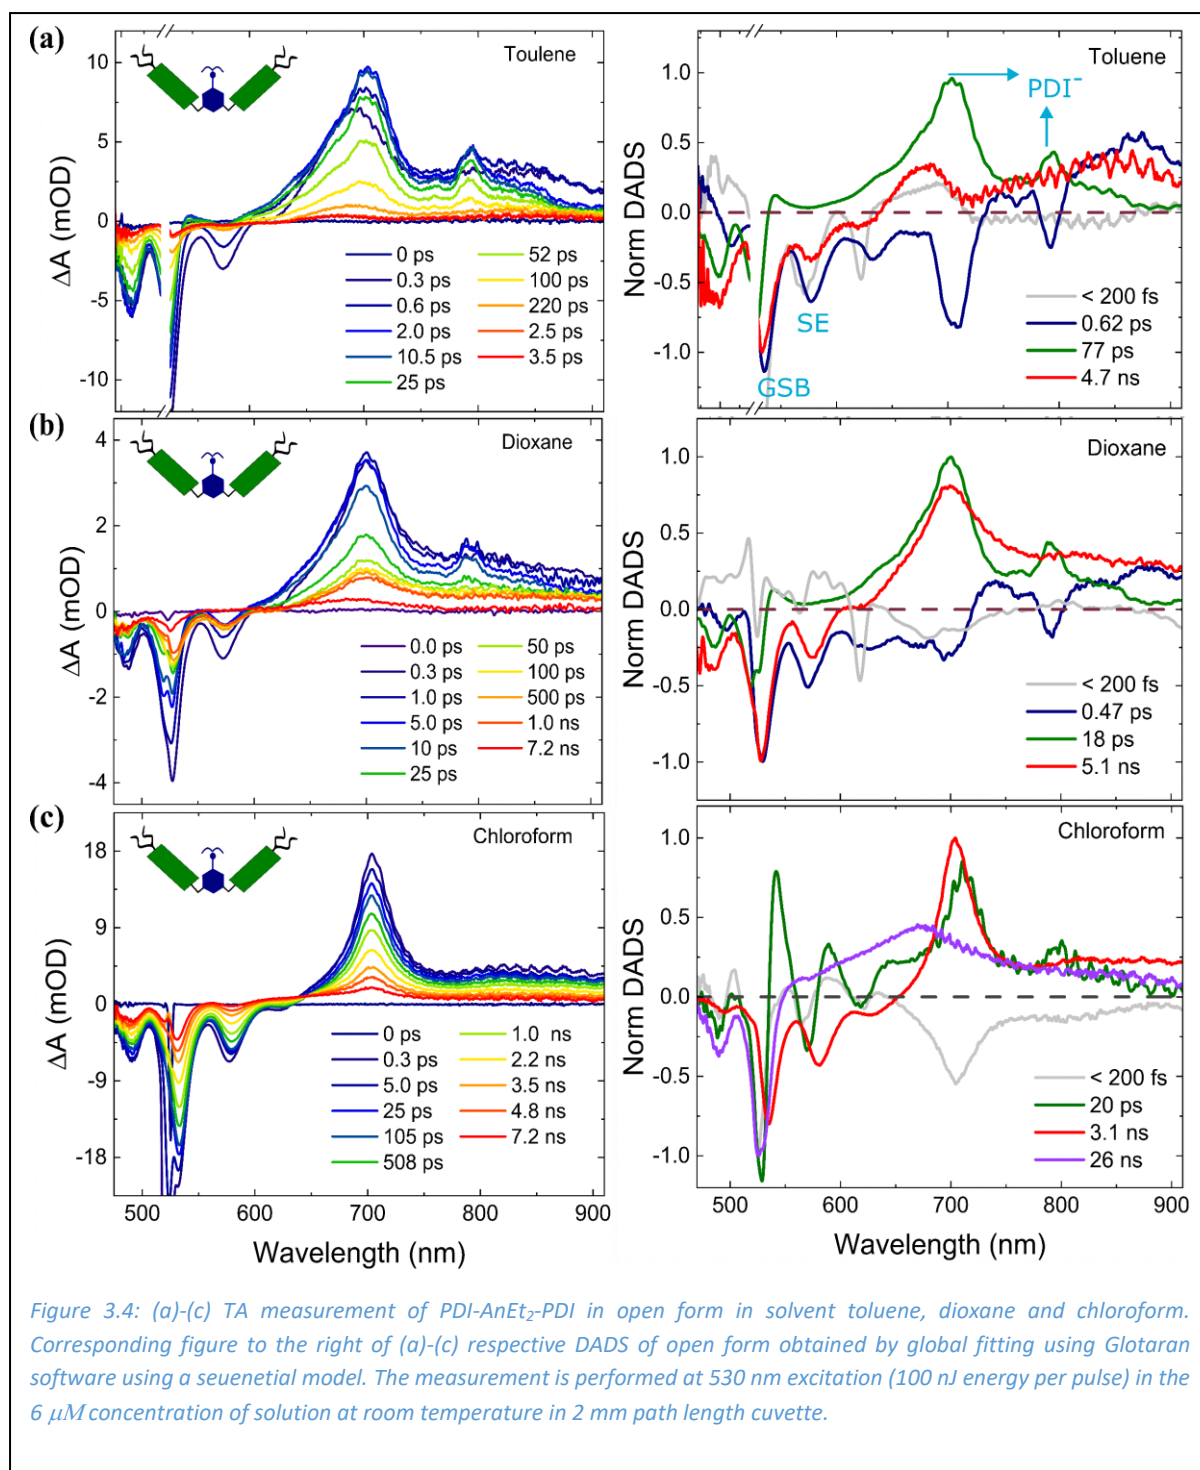 (a)
Toulene
ΔA (mOD)
10
5
0
-5
-10
0 ps
0.3 ps
0.6 ps
2.0 ps
10.5 ps
25 ps
52 ps
100 ps
220 ps
2.5 ps
3.5 ps
Toluene
Norm DADS
1.0
0.5
0.0
-0.5
-1.0
PDI⁻
SE
GSB
< 200 fs
0.62 ps
77 ps
4.7 ns
(b)
Dioxane
ΔA (mOD)
4
2
0
-2
-4
0.0 ps
0.3 ps
1.0 ps
5.0 ps
10 ps
25 ps
50 ps
100 ps
500 ps
1.0 ns
7.2 ns
Dioxane
Norm DADS
1.0
0.5
0.0
-0.5
-1.0
< 200 fs
0.47 ps
18 ps
5.1 ns
(c)
Chloroform
ΔA (mOD)
18
9
0
-9
-18
0 ps
0.3 ps
5.0 ps
25 ps
105 ps
508 ps
1.0 ns
2.2 ns
3.5 ns
4.8 ns
7.2 ns
500 600 700 800 900
Wavelength (nm)
Chloroform
Norm DADS
1.0
0.5
0.0
-0.5
-1.0
< 200 fs
20 ps
3.1 ns
26 ns
500 600 700 800 900
Wavelength (nm)
Figure 3.4: (a)-(c) TA measurement of PDI-AnEt₂-PDI in open form in solvent toluene, dioxane and chloroform.
Corresponding figure to the right of (a)-(c) respective DADS of open form obtained by global fitting using Glotaran
software using a seuenetial model. The measurement is performed at 530 nm excitation (100 nJ energy per pulse) in the
6 μM concentration of solution at room temperature in 2 mm path length cuvette.